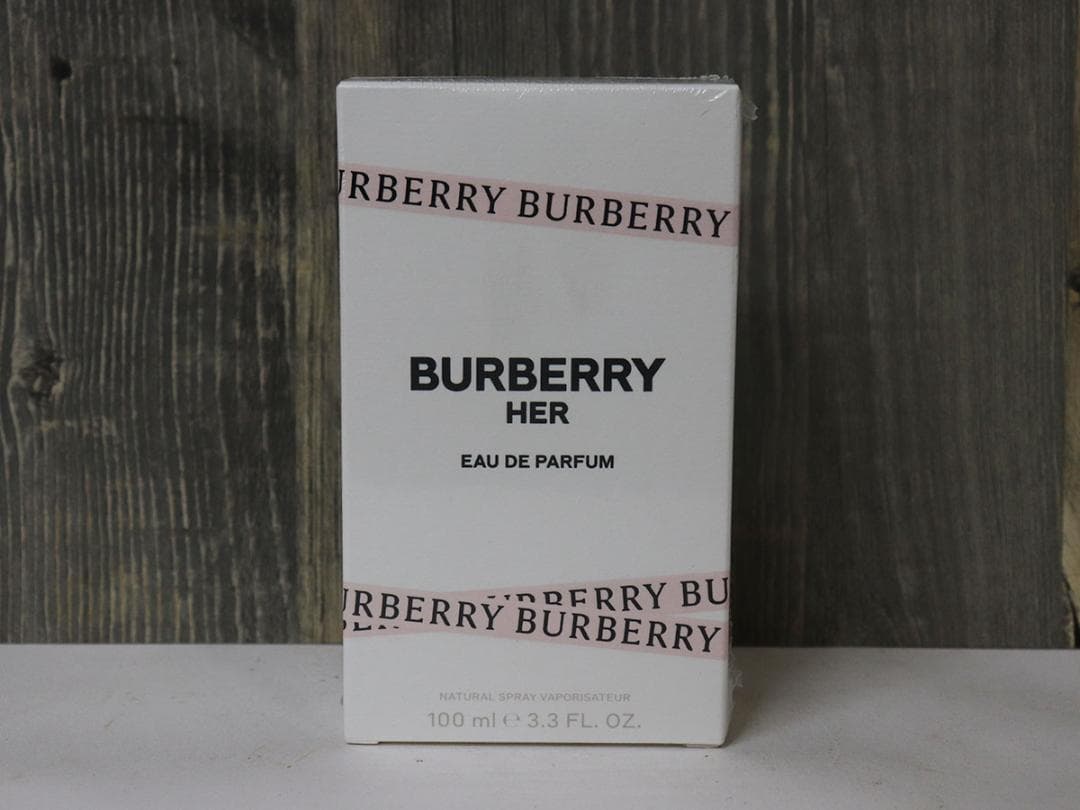 URBERRY BURBERRY
BURBERRY
HER
EAU DE PARFUM
URBERRY BU
URBERRY BURBERRY
NATURAL SPRAY VAPORISATEUR
100 ml ℮ 3.3 FL. OZ.